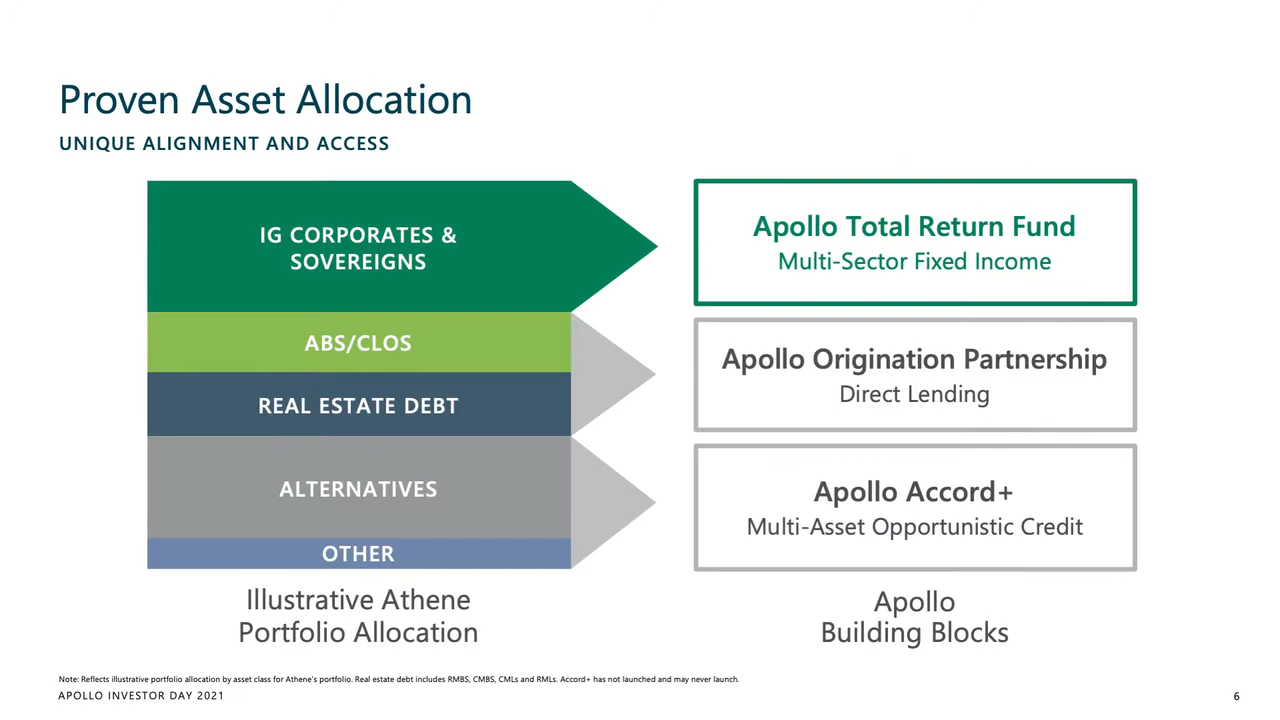 Proven Asset Allocation
UNIQUE ALIGNMENT AND ACCESS
IG CORPORATES &
SOVEREIGNS
ABS/CLOS
REAL ESTATE DEBT
ALTERNATIVES
OTHER
Illustrative Athene
Portfolio Allocation
Apollo Total Return Fund
Multi-Sector Fixed Income
Apollo Origination Partnership
Direct Lending
Apollo Accord+
Multi-Asset Opportunistic Credit
Apollo
Building Blocks
Note: Reflects illustrative portfolio allocation by asset class for Athene's portfolio. Real estate debt includes RMBS, CMBS, CMLs and RMLs. Accord+ has not launched and may never launch.
APOLLO INVESTOR DAY 2021
6